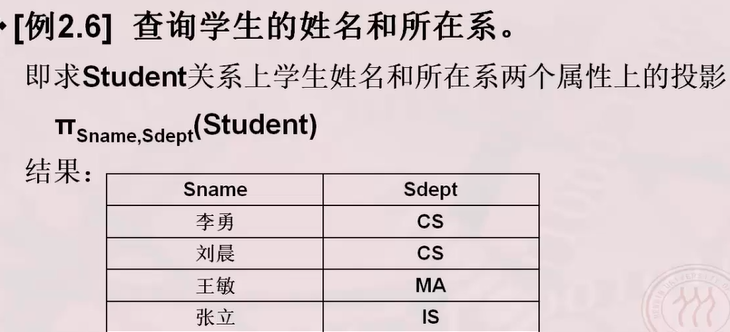 [例2.6] 查询学生的姓名和所在系。
即求Student关系上学生姓名和所在系两个属性上的投影
πSname,Sdept(Student)
结果：
Sname Sdept
李勇 CS
刘晨 CS
王敏 MA
张立 IS